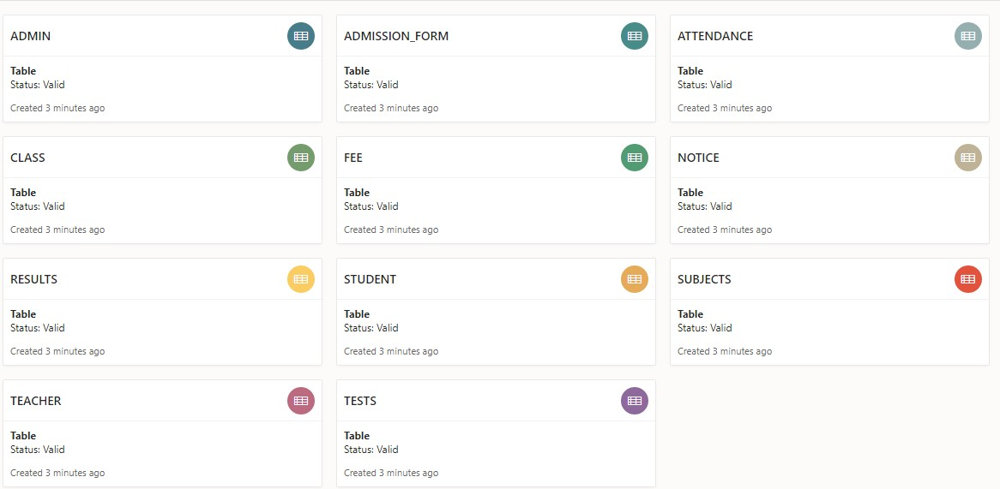 ADMIN
Table
Status: Valid
Created 3 minutes ago
ADMISSION_FORM
Table
Status: Valid
Created 3 minutes ago
ATTENDANCE
Table
Status: Valid
Created 3 minutes ago
CLASS
Table
Status: Valid
Created 3 minutes ago
FEE
Table
Status: Valid
Created 3 minutes ago
NOTICE
Table
Status: Valid
Created 3 minutes ago
RESULTS
Table
Status: Valid
Created 3 minutes ago
STUDENT
Table
Status: Valid
Created 3 minutes ago
SUBJECTS
Table
Status: Valid
Created 3 minutes ago
TEACHER
Table
Status: Valid
Created 3 minutes ago
TESTS
Table
Status: Valid
Created 3 minutes ago